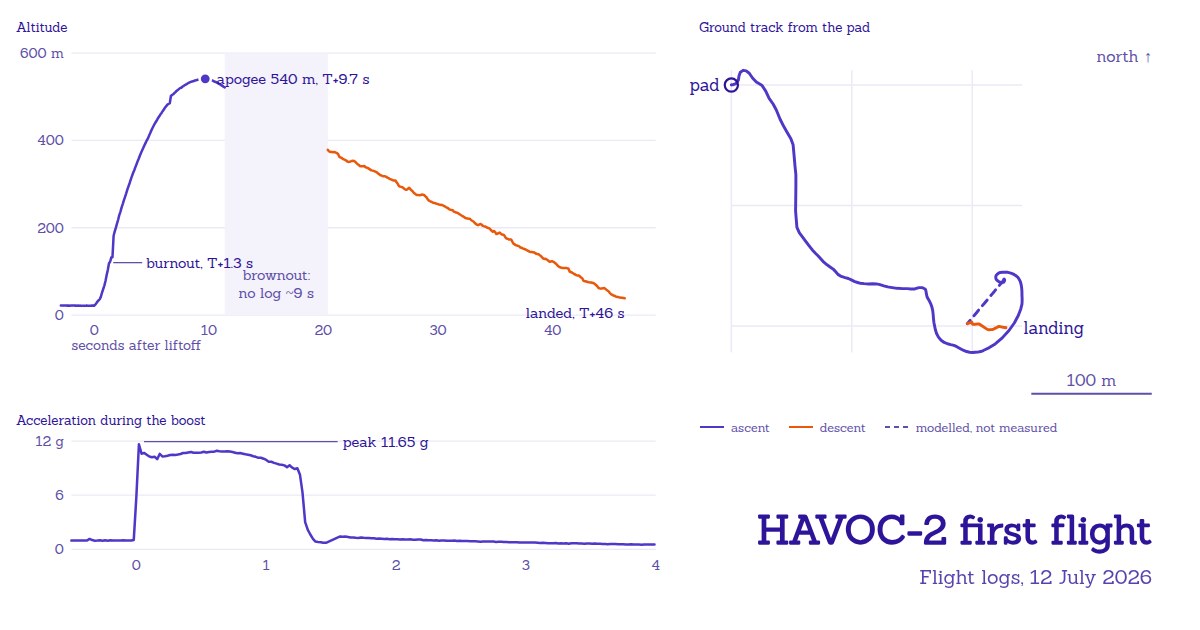 Altitude
600 m
400
200
0
apogee 540 m, T+9.7 s
burnout, T+1.3 s
brownout:
no log ~9 s
landed, T+46 s
0 10 20 30 40
seconds after liftoff
Ground track from the pad
north ↑
pad
landing
100 m
ascent descent modelled, not measured
Acceleration during the boost
12 g
6
0
peak 11.65 g
0 1 2 3 4
HAVOC-2 first flight
Flight logs, 12 July 2026